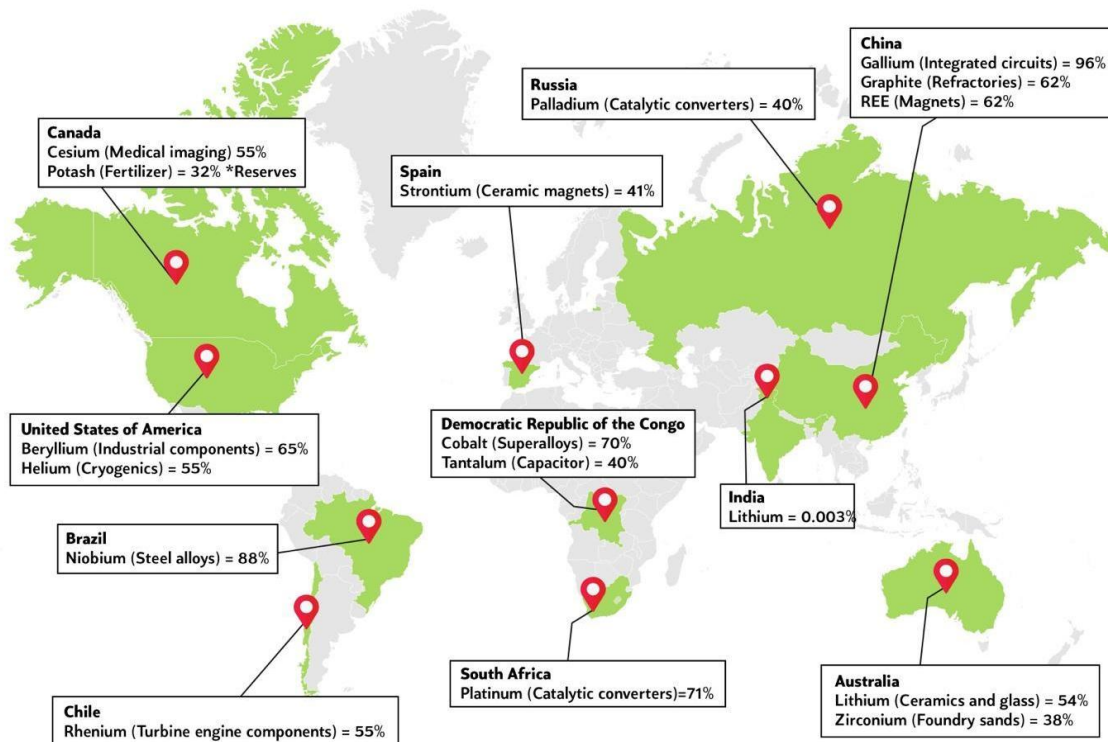 China
Gallium (Integrated circuits) = 96%
Graphite (Refractories) = 62%
REE (Magnets) = 62%
Russia
Palladium (Catalytic converters) = 40%
Canada
Cesium (Medical imaging) 55%
Potash (Fertilizer) = 32% *Reserves
Spain
Strontium (Ceramic magnets) = 41%
United States of America
Beryllium (Industrial components) = 65%
Helium (Cryogenics) = 55%
Democratic Republic of the Congo
Cobalt (Superalloys) = 70%
Tantalum (Capacitor) = 40%
India
Lithium = 0.003%
Brazil
Niobium (Steel alloys) = 88%
South Africa
Platinum (Catalytic converters)=71%
Australia
Lithium (Ceramics and glass) = 54%
Zirconium (Foundry sands) = 38%
Chile
Rhenium (Turbine engine components) = 55%